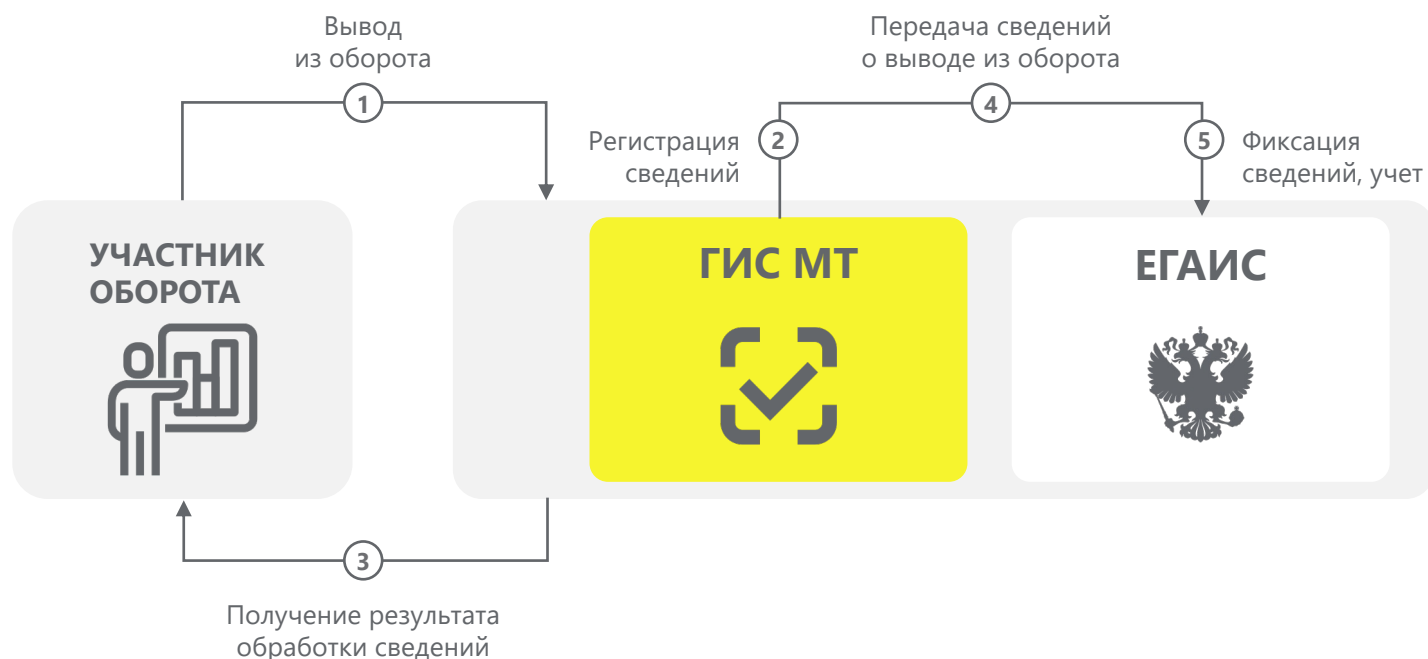 Вывод
из оборота
1
Передача сведений
о выводе из оборота
4
Регистрация
сведений
2
5
Фиксация
сведений, учет
УЧАСТНИК
ОБОРОТА
ГИС МТ
ЕГАИС
3
Получение результата
обработки сведений